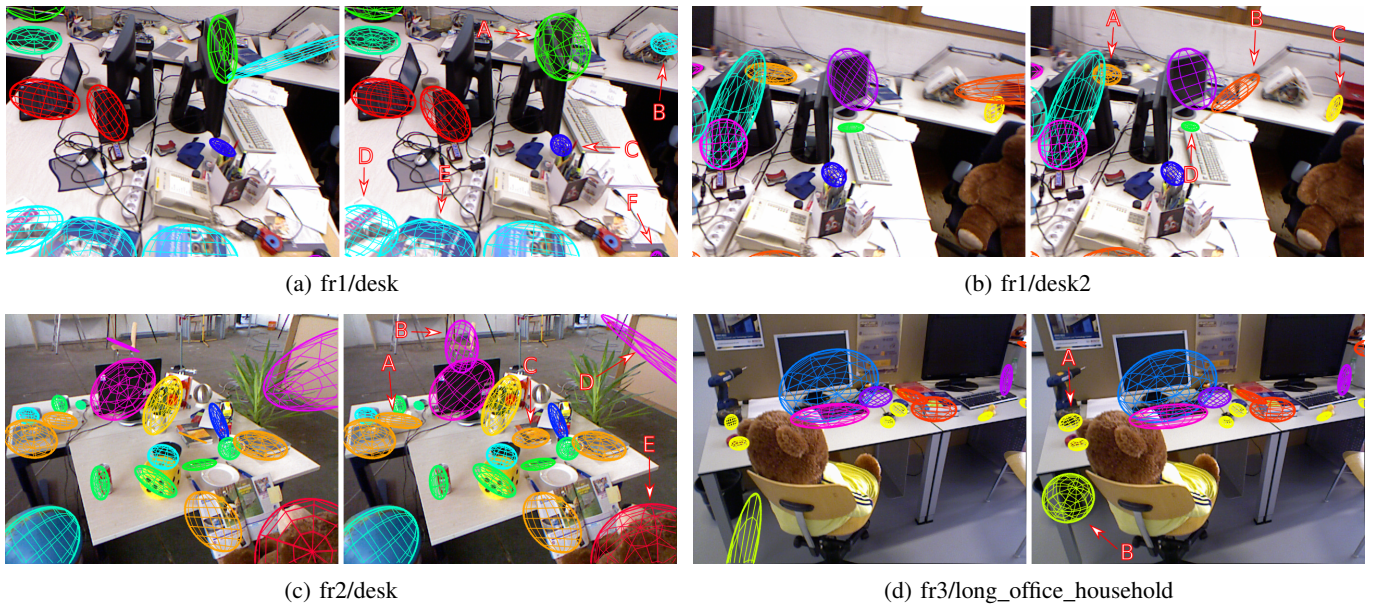 A
B
C
D
E
F
(a) fr1/desk
A
B
C
D
(b) fr1/desk2
B
A
C
D
E
(c) fr2/desk
A
B
(d) fr3/long_office_household